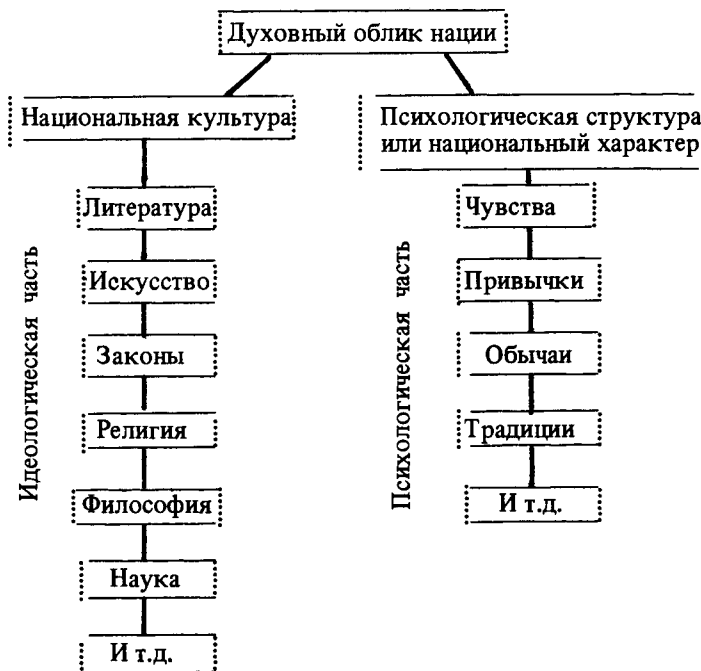 Духовный облик нации
Национальная культура
Психологическая структура
или национальный характер
Идеологическая часть
Литература
Искусство
Законы
Религия
Философия
Наука
И т.д.
Психологическая часть
Чувства
Привычки
Обычаи
Традиции
И т.д.